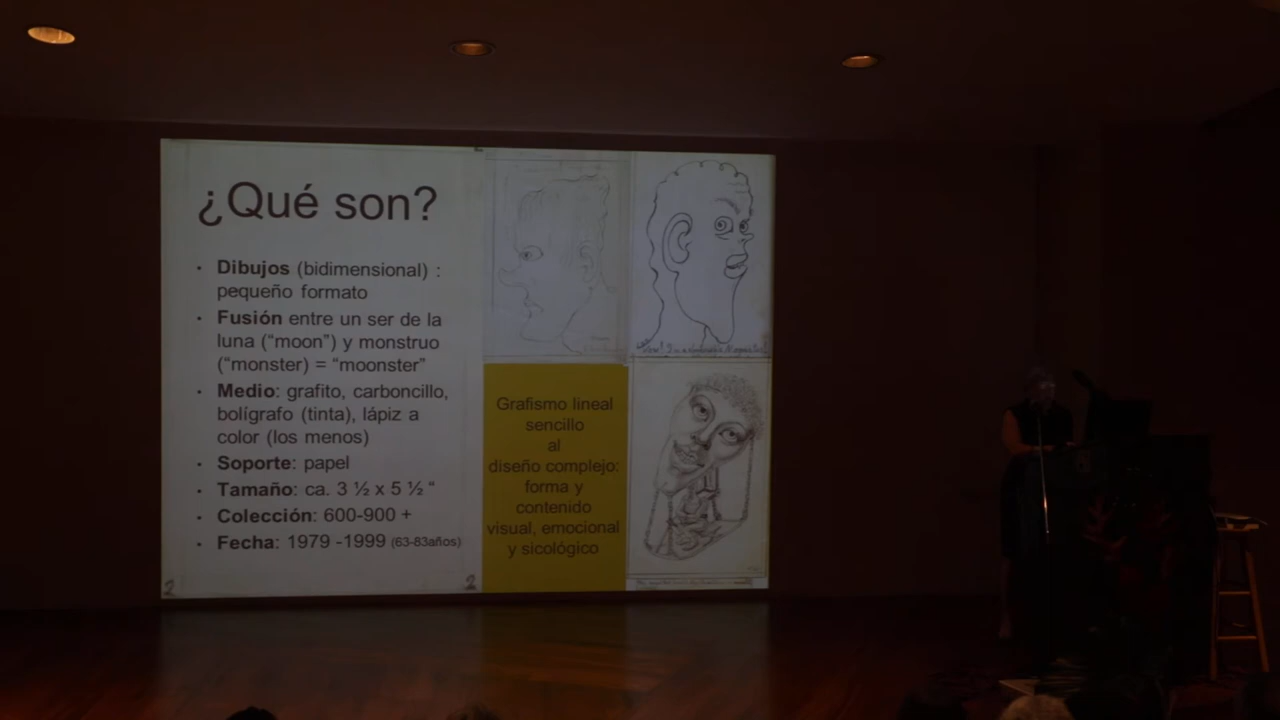 ¿Qué son?
• Dibujos (bidimensional) :
pequeño formato
• Fusión entre un ser de la
luna (“moon”) y monstruo
(“monster) = “moonster”
• Medio: grafito, carboncillo,
bolígrafo (tinta), lápiz a
color (los menos)
• Soporte: papel
• Tamaño: ca. 3 ½ x 5 ½ “
• Colección: 600-900 +
• Fecha: 1979 -1999 (63-83años)
2
2
Grafismo lineal
sencillo
al
diseño complejo:
forma y
contenido
visual, emocional
y sicológico